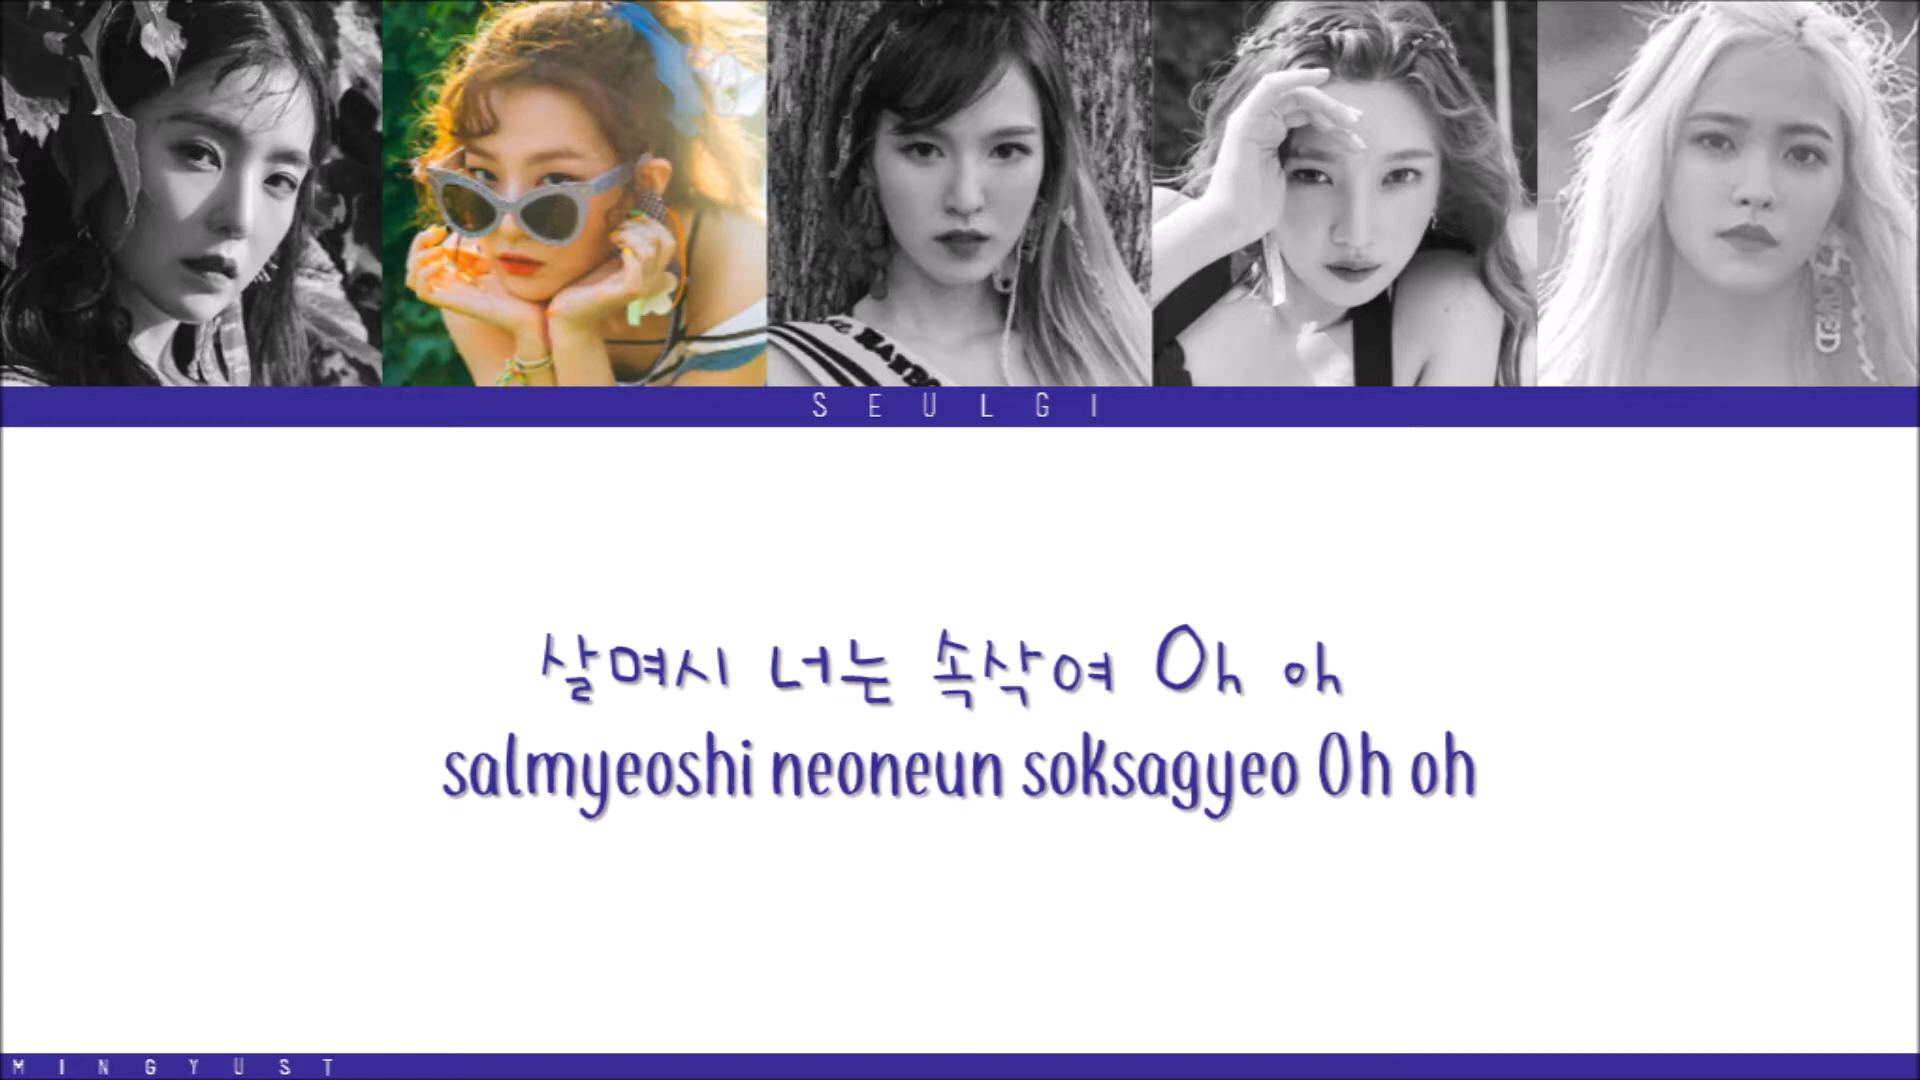 SEULGI
살며시 너는 속삭여 Oh oh
salmyeoshi neoneun soksagyeo Oh oh
MINGYUST